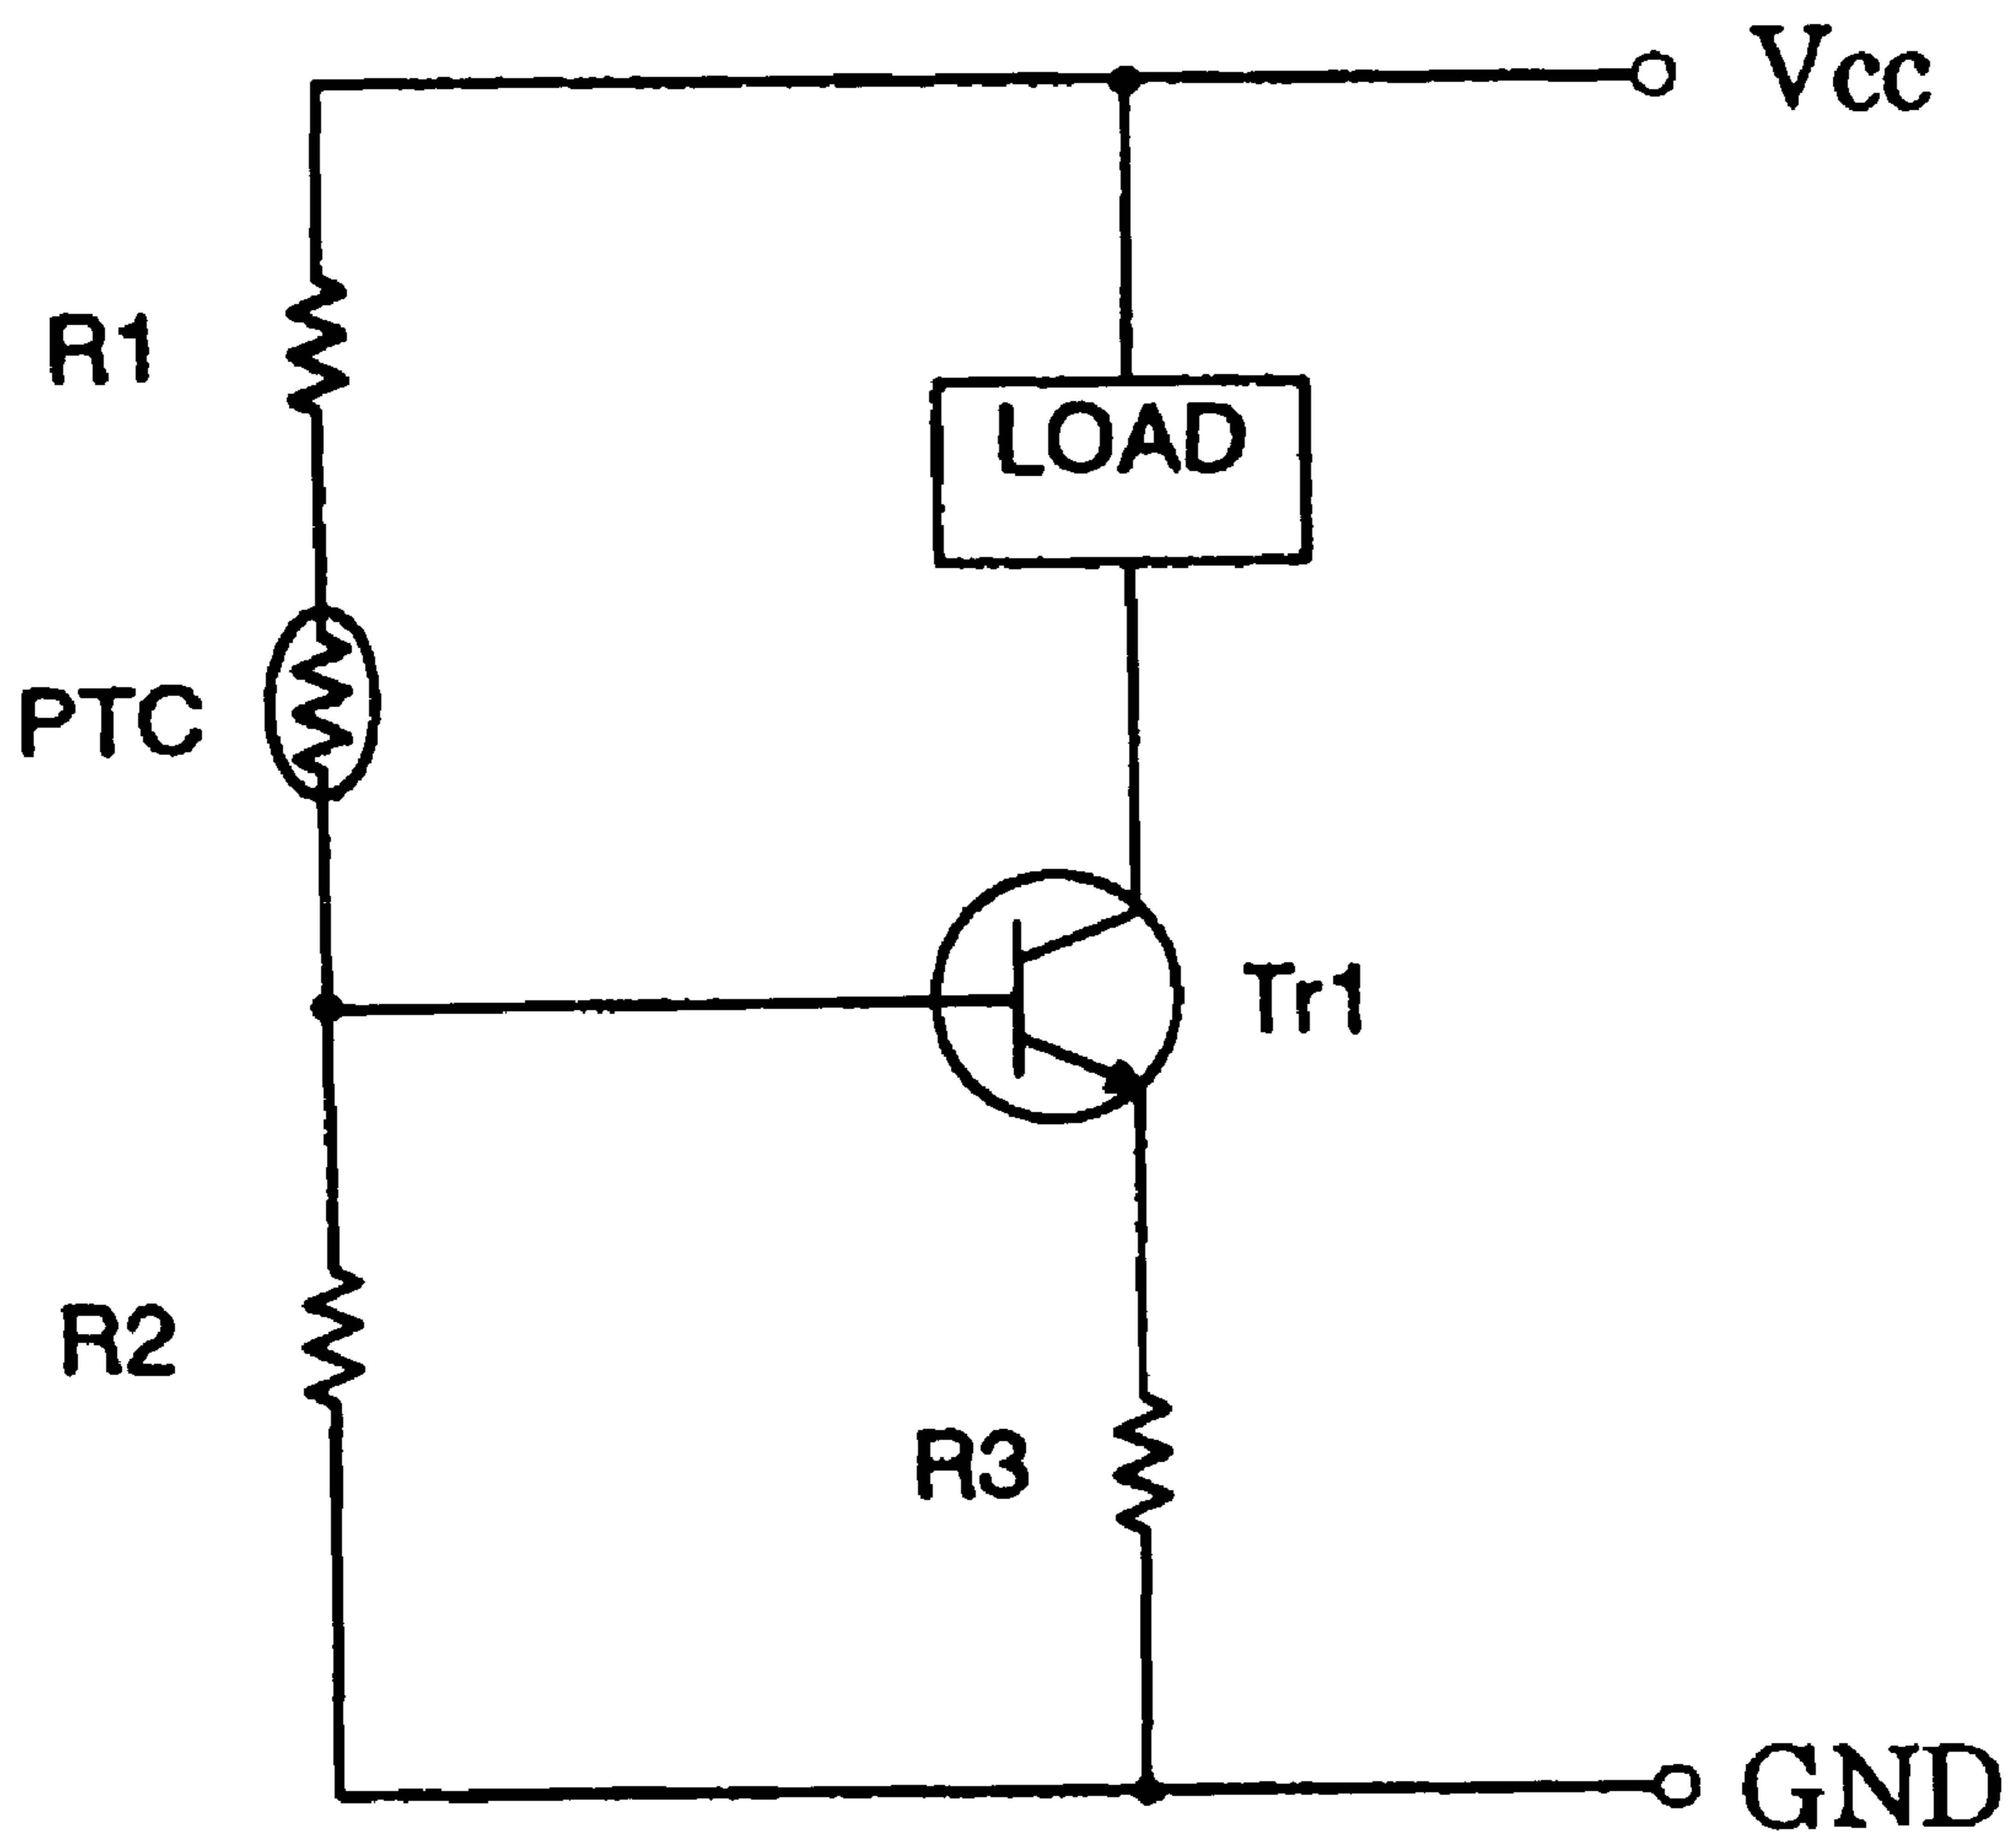 Vcc
R1
LOAD
PTC
Tr1
R2
R3
GND